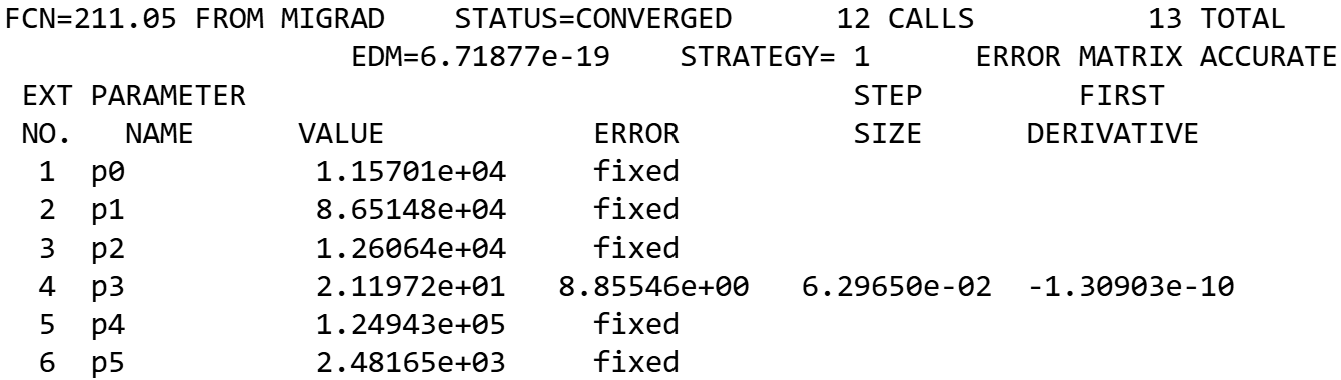 FCN=211.05 FROM MIGRAD    STATUS=CONVERGED      12 CALLS          13 TOTAL
                    EDM=6.71877e-19    STRATEGY= 1      ERROR MATRIX ACCURATE
 EXT PARAMETER                                   STEP         FIRST
 NO.   NAME      VALUE            ERROR          SIZE      DERIVATIVE
  1  p0           1.15701e+04     fixed
  2  p1           8.65148e+04     fixed
  3  p2           1.26064e+04     fixed
  4  p3           2.11972e+01   8.85546e+00   6.29650e-02  -1.30903e-10
  5  p4           1.24943e+05     fixed
  6  p5           2.48165e+03     fixed